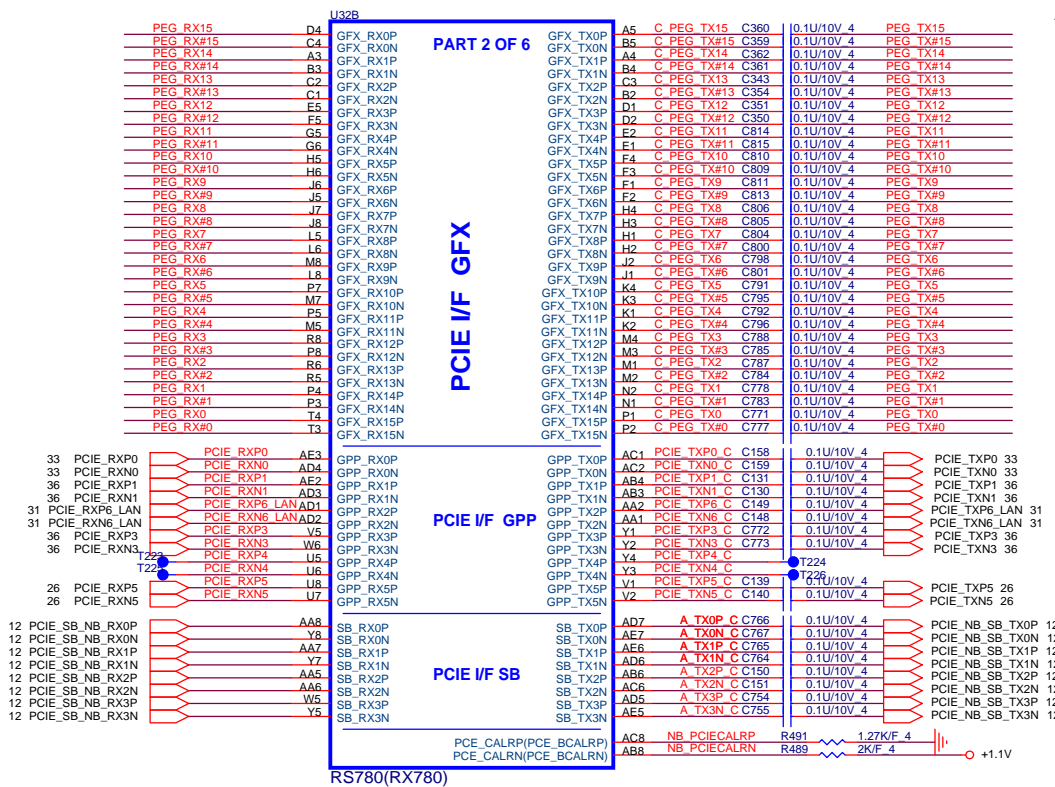 U32B
PART 2 OF 6
PCIE I/F GFX
PEG_RX15 D4 GFX_RX0P GFX_TX0P A5 C_PEG_TX15 C360 0.1U/10V_4 PEG_TX15
PEG_RX#15 C4 GFX_RX0N GFX_TX0N B5 C_PEG_TX#15 C359 0.1U/10V_4 PEG_TX#15
PEG_RX14 A3 GFX_RX1P GFX_TX1P A4 C_PEG_TX14 C362 0.1U/10V_4 PEG_TX14
PEG_RX#14 B3 GFX_RX1N GFX_TX1N B4 C_PEG_TX#14 C361 0.1U/10V_4 PEG_TX#14
PEG_RX13 C2 GFX_RX2P GFX_TX2P C3 C_PEG_TX13 C343 0.1U/10V_4 PEG_TX13
PEG_RX#13 C1 GFX_RX2N GFX_TX2N B2 C_PEG_TX#13 C354 0.1U/10V_4 PEG_TX#13
PEG_RX12 E5 GFX_RX3P GFX_TX3P D1 C_PEG_TX12 C351 0.1U/10V_4 PEG_TX12
PEG_RX#12 F5 GFX_RX3N GFX_TX3N D2 C_PEG_TX#12 C350 0.1U/10V_4 PEG_TX#12
PEG_RX11 G5 GFX_RX4P GFX_TX4P E2 C_PEG_TX11 C814 0.1U/10V_4 PEG_TX11
PEG_RX#11 G6 GFX_RX4N GFX_TX4N E1 C_PEG_TX#11 C815 0.1U/10V_4 PEG_TX#11
PEG_RX10 H5 GFX_RX5P GFX_TX5P F4 C_PEG_TX10 C810 0.1U/10V_4 PEG_TX10
PEG_RX#10 H6 GFX_RX5N GFX_TX5N F3 C_PEG_TX#10 C809 0.1U/10V_4 PEG_TX#10
PEG_RX9 J6 GFX_RX6P GFX_TX6P F1 C_PEG_TX9 C811 0.1U/10V_4 PEG_TX9
PEG_RX#9 J5 GFX_RX6N GFX_TX6N F2 C_PEG_TX#9 C813 0.1U/10V_4 PEG_TX#9
PEG_RX8 J7 GFX_RX7P GFX_TX7P H4 C_PEG_TX8 C806 0.1U/10V_4 PEG_TX8
PEG_RX#8 J8 GFX_RX7N GFX_TX7N H3 C_PEG_TX#8 C805 0.1U/10V_4 PEG_TX#8
PEG_RX7 L5 GFX_RX8P GFX_TX8P H1 C_PEG_TX7 C804 0.1U/10V_4 PEG_TX7
PEG_RX#7 L6 GFX_RX8N GFX_TX8N H2 C_PEG_TX#7 C800 0.1U/10V_4 PEG_TX#7
PEG_RX6 M8 GFX_RX9P GFX_TX9P J2 C_PEG_TX6 C798 0.1U/10V_4 PEG_TX6
PEG_RX#6 L8 GFX_RX9N GFX_TX9N J1 C_PEG_TX#6 C801 0.1U/10V_4 PEG_TX#6
PEG_RX5 P7 GFX_RX10P GFX_TX10P K4 C_PEG_TX5 C791 0.1U/10V_4 PEG_TX5
PEG_RX#5 M7 GFX_RX10N GFX_TX10N K3 C_PEG_TX#5 C795 0.1U/10V_4 PEG_TX#5
PEG_RX4 P5 GFX_RX11P GFX_TX11P K1 C_PEG_TX4 C792 0.1U/10V_4 PEG_TX4
PEG_RX#4 M5 GFX_RX11N GFX_TX11N K2 C_PEG_TX#4 C796 0.1U/10V_4 PEG_TX#4
PEG_RX3 R8 GFX_RX12P GFX_TX12P M4 C_PEG_TX3 C788 0.1U/10V_4 PEG_TX3
PEG_RX#3 P8 GFX_RX12N GFX_TX12N M3 C_PEG_TX#3 C785 0.1U/10V_4 PEG_TX#3
PEG_RX2 R6 GFX_RX13P GFX_TX13P M1 C_PEG_TX2 C787 0.1U/10V_4 PEG_TX2
PEG_RX#2 R5 GFX_RX13N GFX_TX13N M2 C_PEG_TX#2 C784 0.1U/10V_4 PEG_TX#2
PEG_RX1 P4 GFX_RX14P GFX_TX14P N2 C_PEG_TX1 C778 0.1U/10V_4 PEG_TX1
PEG_RX#1 P3 GFX_RX14N GFX_TX14N N1 C_PEG_TX#1 C783 0.1U/10V_4 PEG_TX#1
PEG_RX0 T4 GFX_RX15P GFX_TX15P P1 C_PEG_TX0 C771 0.1U/10V_4 PEG_TX0
PEG_RX#0 T3 GFX_RX15N GFX_TX15N P2 C_PEG_TX#0 C777 0.1U/10V_4 PEG_TX#0
PCIE I/F GPP
33 PCIE_RXP0 PCIE_RXP0 AE3 GPP_RX0P GPP_TX0P AC1 PCIE_TXP0_C C158 0.1U/10V_4 PCIE_TXP0 33
33 PCIE_RXN0 PCIE_RXN0 AD4 GPP_RX0N GPP_TX0N AC2 PCIE_TXN0_C C159 0.1U/10V_4 PCIE_TXN0 33
36 PCIE_RXP1 PCIE_RXP1 AE2 GPP_RX1P GPP_TX1P AB4 PCIE_TXP1_C C131 0.1U/10V_4 PCIE_TXP1 36
36 PCIE_RXN1 PCIE_RXN1 AD3 GPP_RX1N GPP_TX1N AB3 PCIE_TXN1_C C130 0.1U/10V_4 PCIE_TXN1 36
31 PCIE_RXP6_LAN PCIE_RXP6_LAN AD1 GPP_RX2P GPP_TX2P AA2 PCIE_TXP6_C C149 0.1U/10V_4 PCIE_TXP6_LAN 31
31 PCIE_RXN6_LAN PCIE_RXN6_LAN AD2 GPP_RX2N GPP_TX2N AA1 PCIE_TXN6_C C148 0.1U/10V_4 PCIE_TXN6_LAN 31
36 PCIE_RXP3 PCIE_RXP3 V5 GPP_RX3P GPP_TX3P Y1 PCIE_TXP3_C C772 0.1U/10V_4 PCIE_TXP3 36
36 PCIE_RXN3 PCIE_RXN3 W6 GPP_RX3N GPP_TX3N Y2 PCIE_TXN3_C C773 0.1U/10V_4 PCIE_TXN3 36
PCIE_RXP4 U5 GPP_RX4P GPP_TX4P Y4 PCIE_TXP4_C T224
PCIE_RXN4 U6 GPP_RX4N GPP_TX4N Y3 PCIE_TXN4_C T226
26 PCIE_RXP5 PCIE_RXP5 U8 GPP_RX5P GPP_TX5P V1 PCIE_TXP5_C C139 0.1U/10V_4 PCIE_TXP5 26
26 PCIE_RXN5 PCIE_RXN5 U7 GPP_RX5N GPP_TX5N V2 PCIE_TXN5_C C140 0.1U/10V_4 PCIE_TXN5 26
PCIE I/F SB
12 PCIE_SB_NB_RX0P AA8 SB_RX0P SB_TX0P AD7 A_TX0P_C C766 0.1U/10V_4 PCIE_NB_SB_TX0P 12
12 PCIE_SB_NB_RX0N Y8 SB_RX0N SB_TX0N AE7 A_TX0N_C C767 0.1U/10V_4 PCIE_NB_SB_TX0N 12
12 PCIE_SB_NB_RX1P AA7 SB_RX1P SB_TX1P AE6 A_TX1P_C C765 0.1U/10V_4 PCIE_NB_SB_TX1P 12
12 PCIE_SB_NB_RX1N Y7 SB_RX1N SB_TX1N AD6 A_TX1N_C C764 0.1U/10V_4 PCIE_NB_SB_TX1N 12
12 PCIE_SB_NB_RX2P AA5 SB_RX2P SB_TX2P AB6 A_TX2P_C C150 0.1U/10V_4 PCIE_NB_SB_TX2P 12
12 PCIE_SB_NB_RX2N AA6 SB_RX2N SB_TX2N AC6 A_TX2N_C C151 0.1U/10V_4 PCIE_NB_SB_TX2N 12
12 PCIE_SB_NB_RX3P W5 SB_RX3P SB_TX3P AD5 A_TX3P_C C754 0.1U/10V_4 PCIE_NB_SB_TX3P 12
12 PCIE_SB_NB_RX3N Y5 SB_RX3N SB_TX3N AE5 A_TX3N_C C755 0.1U/10V_4 PCIE_NB_SB_TX3N 12
PCE_CALRP(PCE_BCALRP) AC8 NB_PCIECALRP R491 1.27K/F_4
PCE_CALRN(PCE_BCALRN) AB8 NB_PCIECALRN R489 2K/F_4 +1.1V
RS780(RX780)